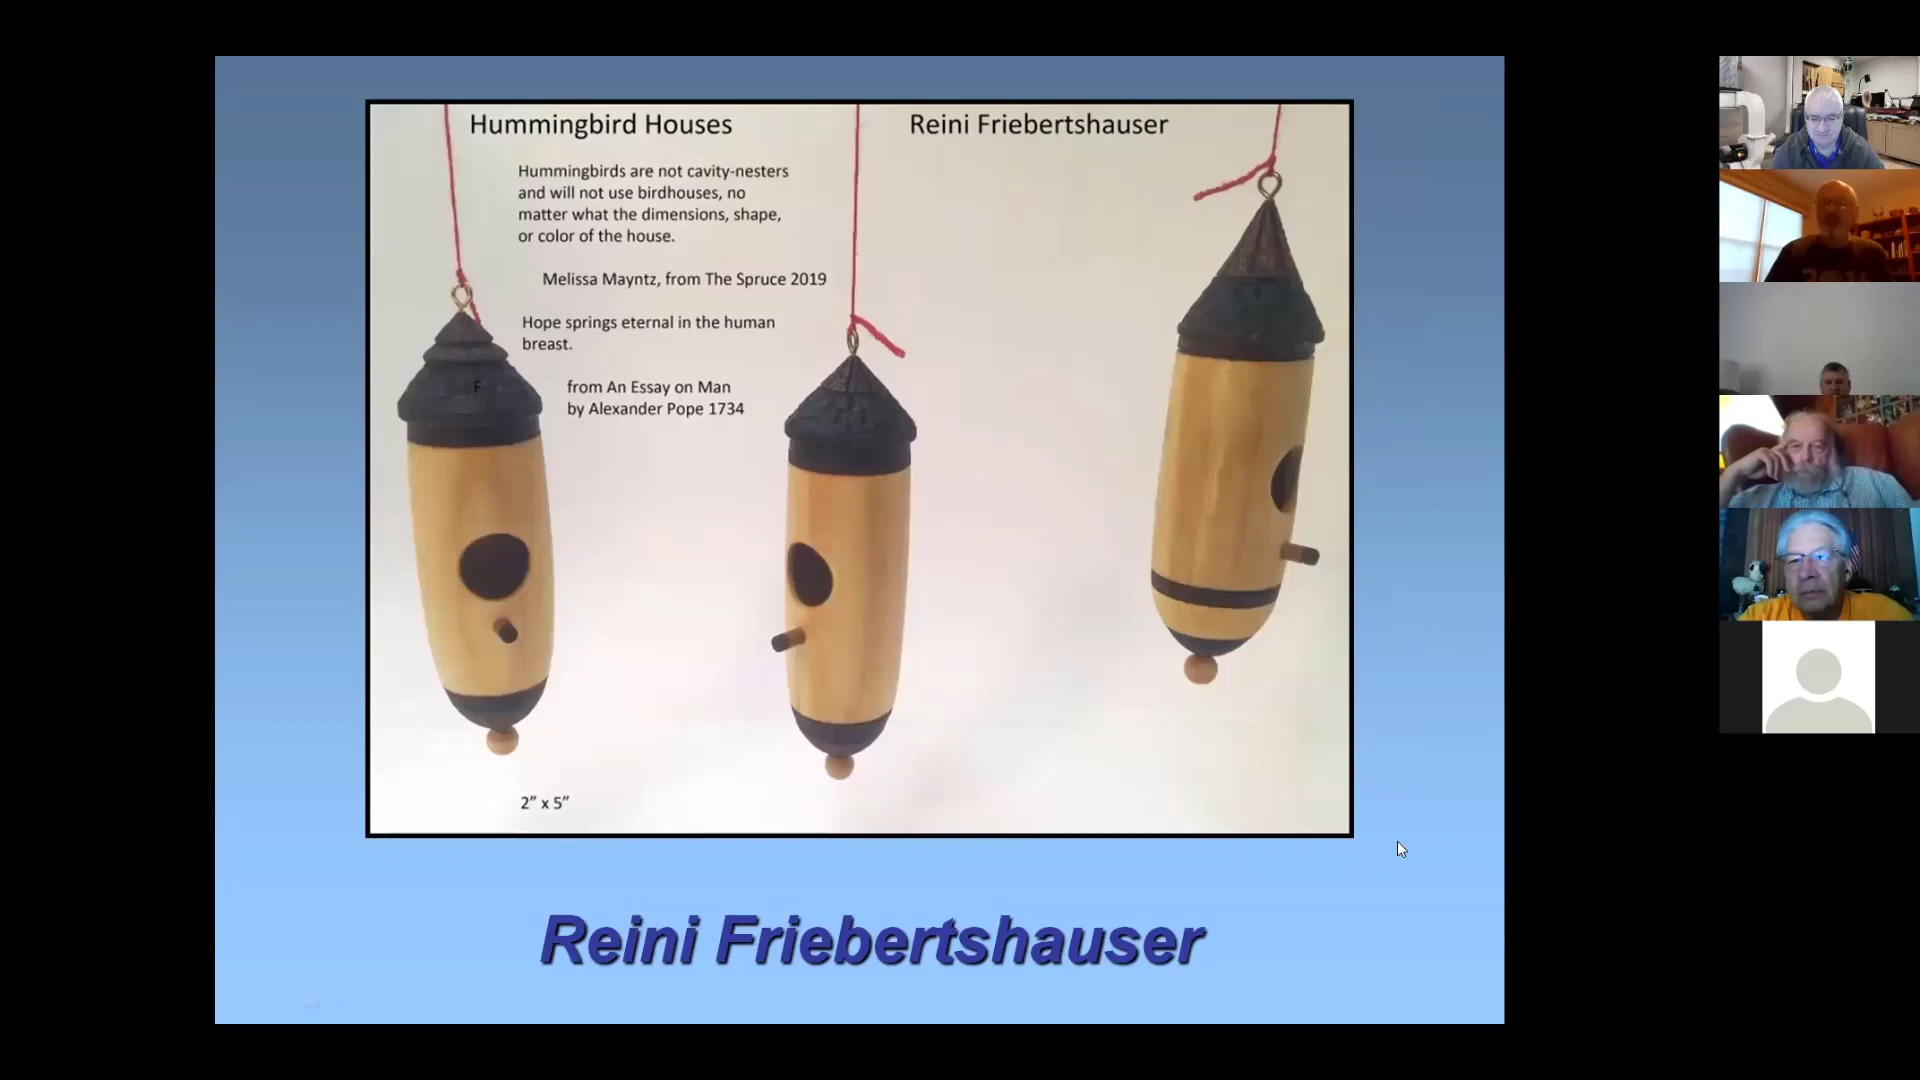 Hummingbird Houses
Reini Friebertshauser
Hummingbirds are not cavity-nesters
and will not use birdhouses, no
matter what the dimensions, shape,
or color of the house.
Melissa Mayntz, from The Spruce 2019
Hope springs eternal in the human
breast.
F
from An Essay on Man
by Alexander Pope 1734
2” x 5”
Reini Friebertshauser